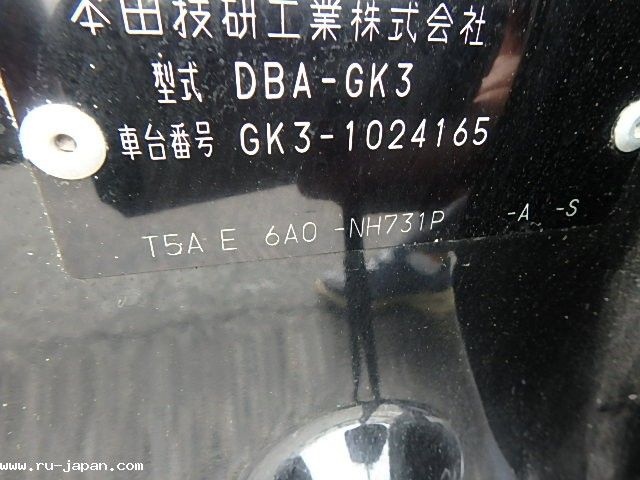 本田技研工業株式会社
型式 DBA-GK3
車台番号 GK3-1024165
T5A E 6A0 -NH731P -A -S
www.ru-japan.com